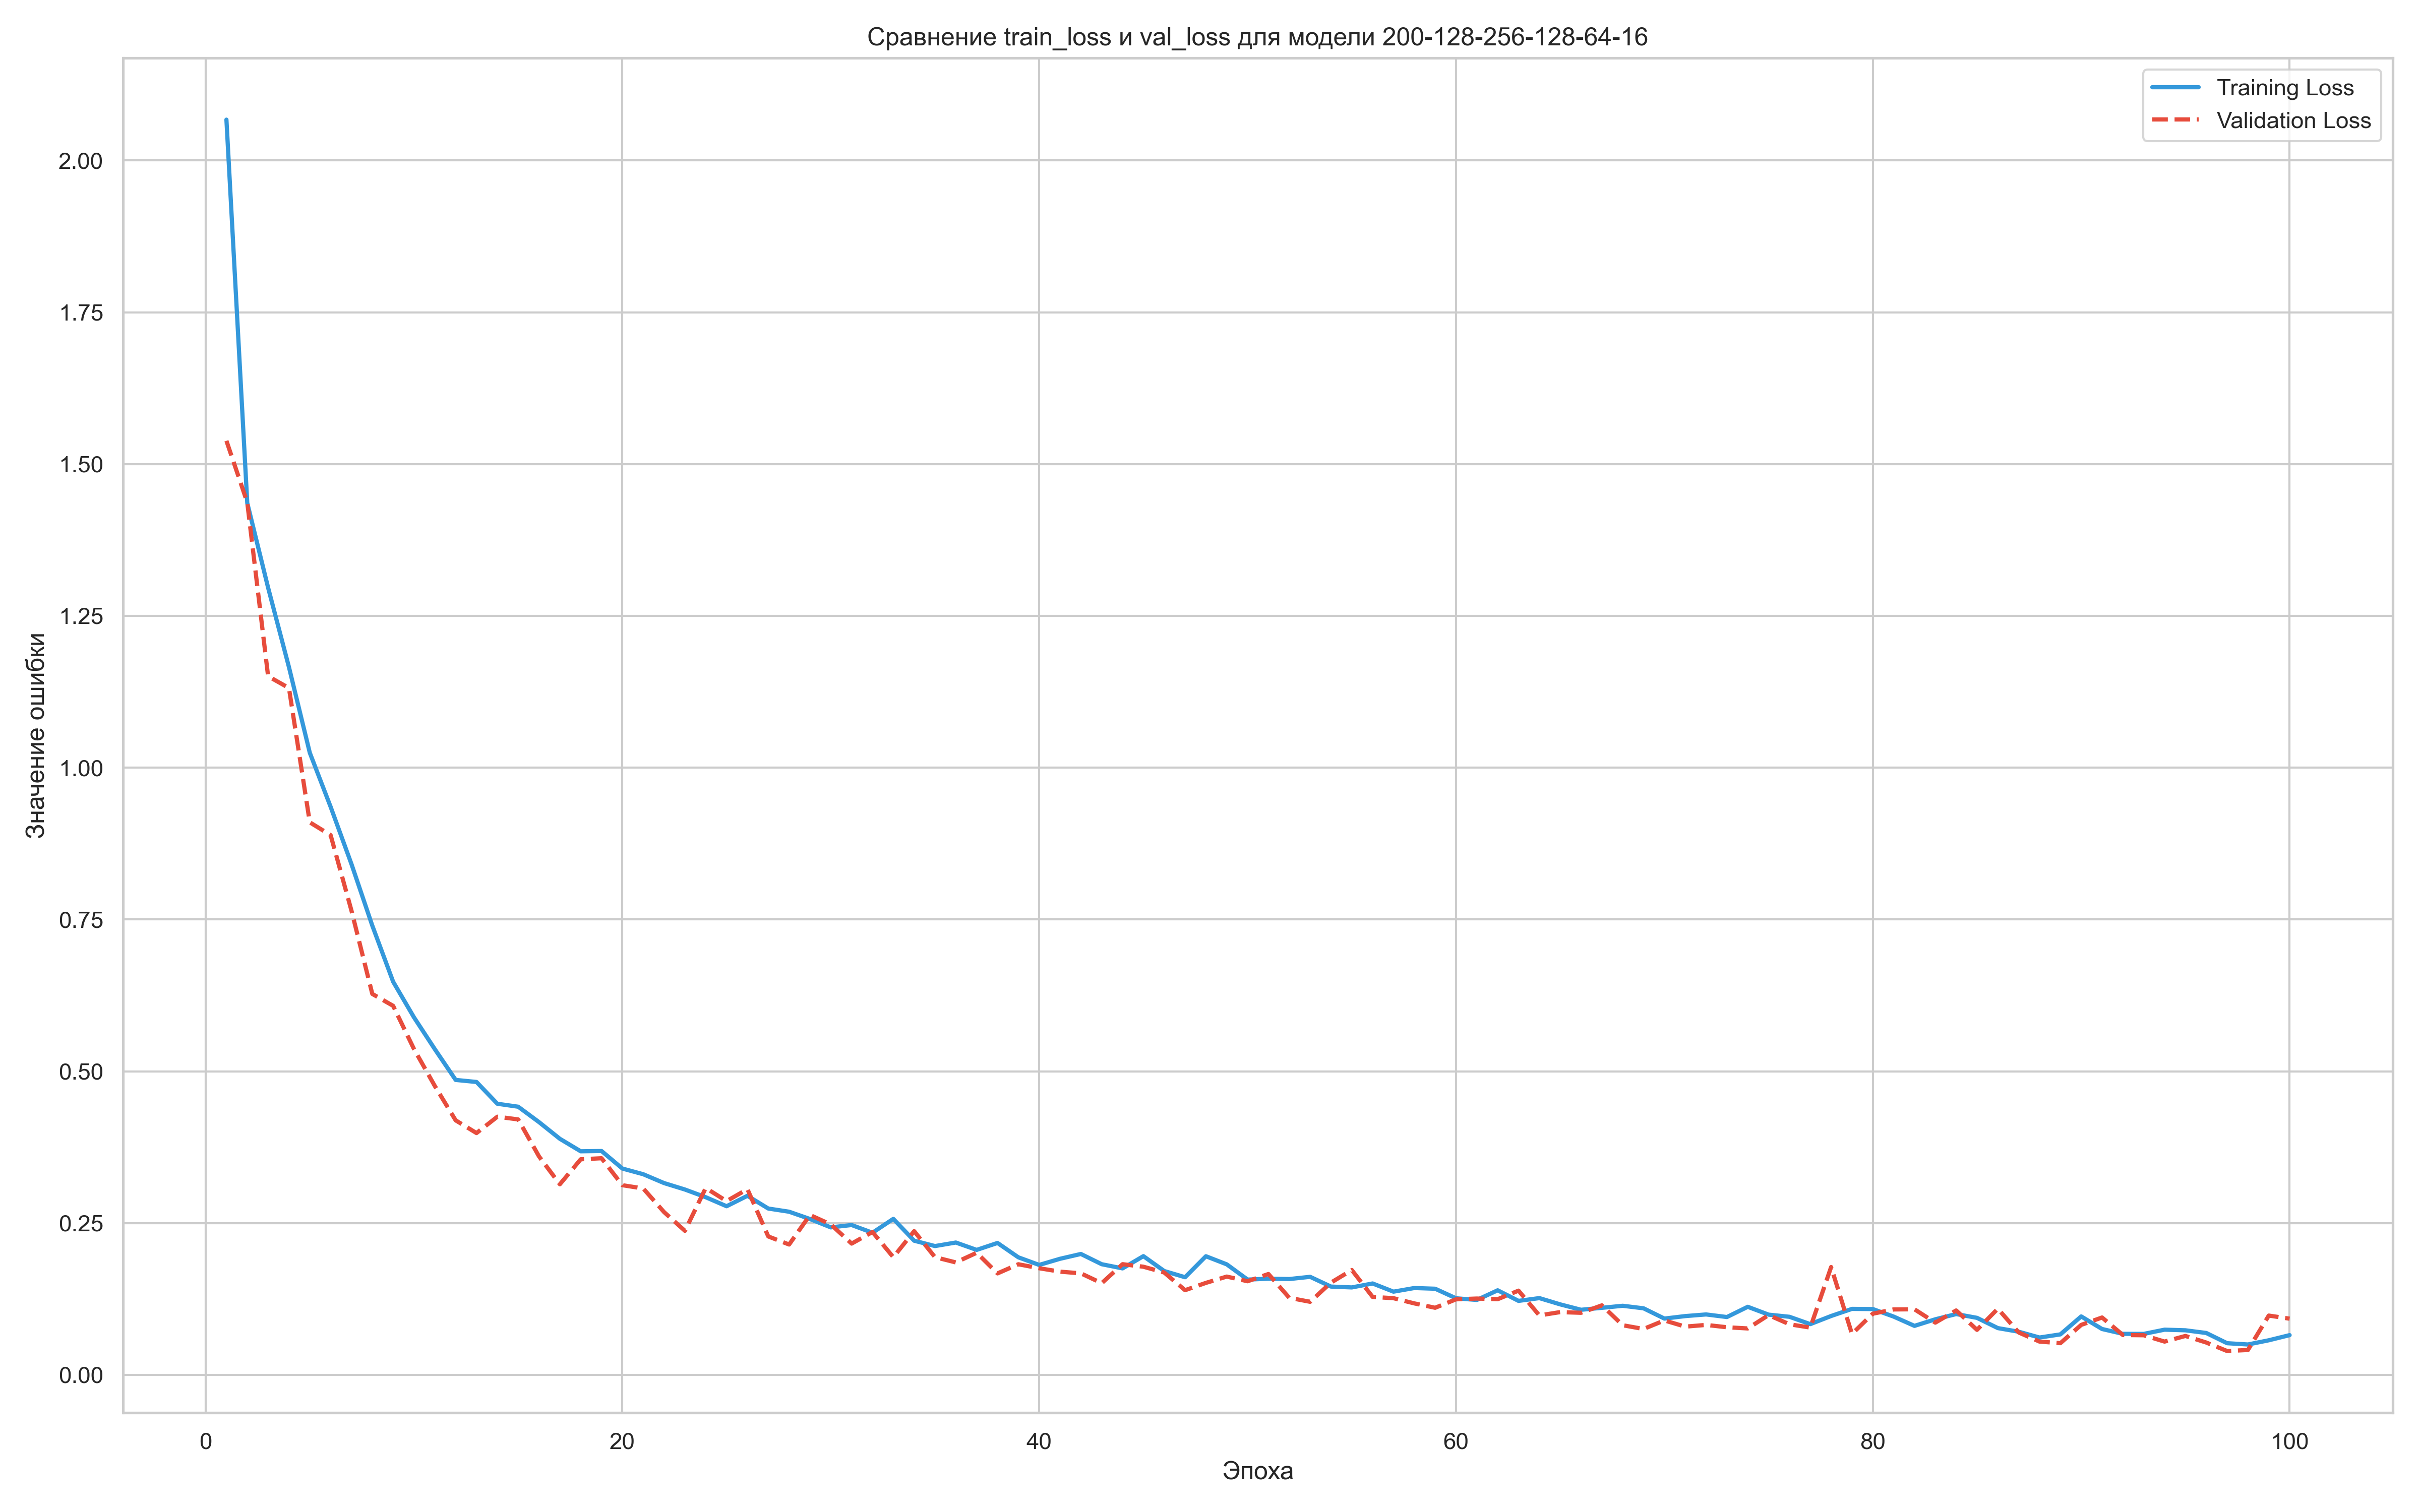 Сравнение train_loss и val_loss для модели 200-128-256-128-64-16
Training Loss
Validation Loss
Значение ошибки
2.00
1.75
1.50
1.25
1.00
0.75
0.50
0.25
0.00
0 20 40 60 80 100
Эпоха